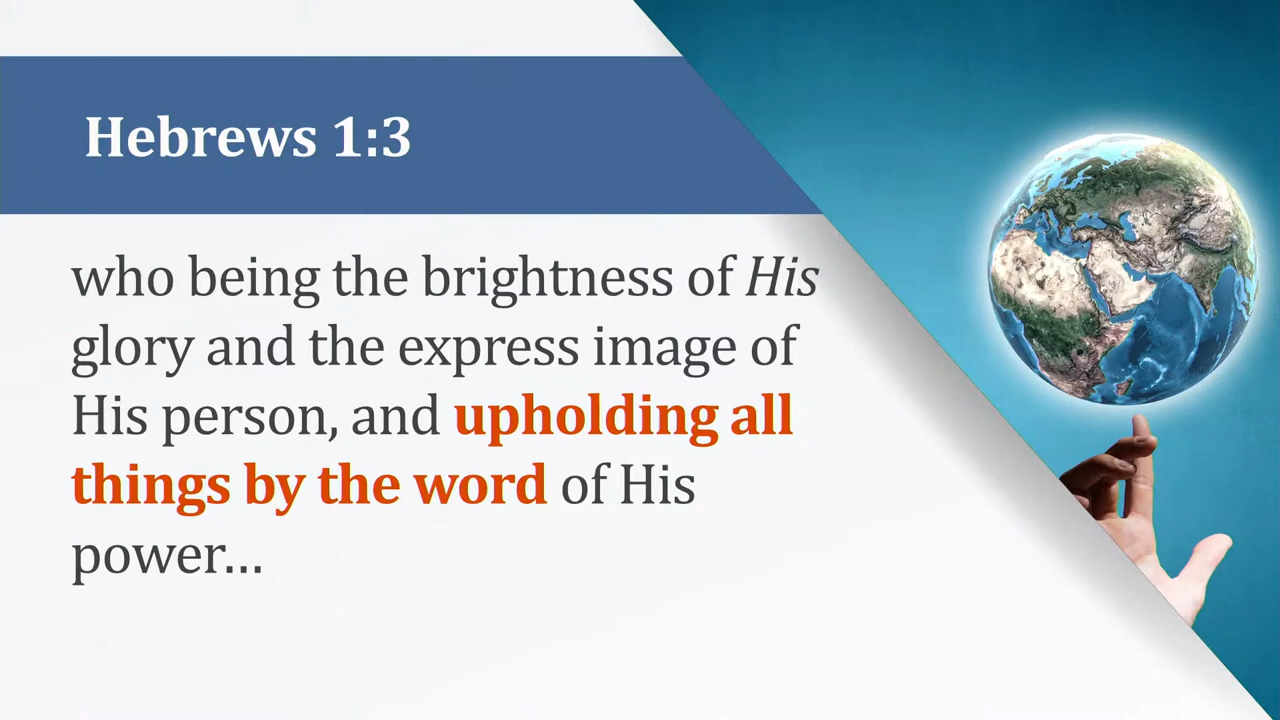 Hebrews 1:3
who being the brightness of His
glory and the express image of
His person, and upholding all
things by the word of His
power...